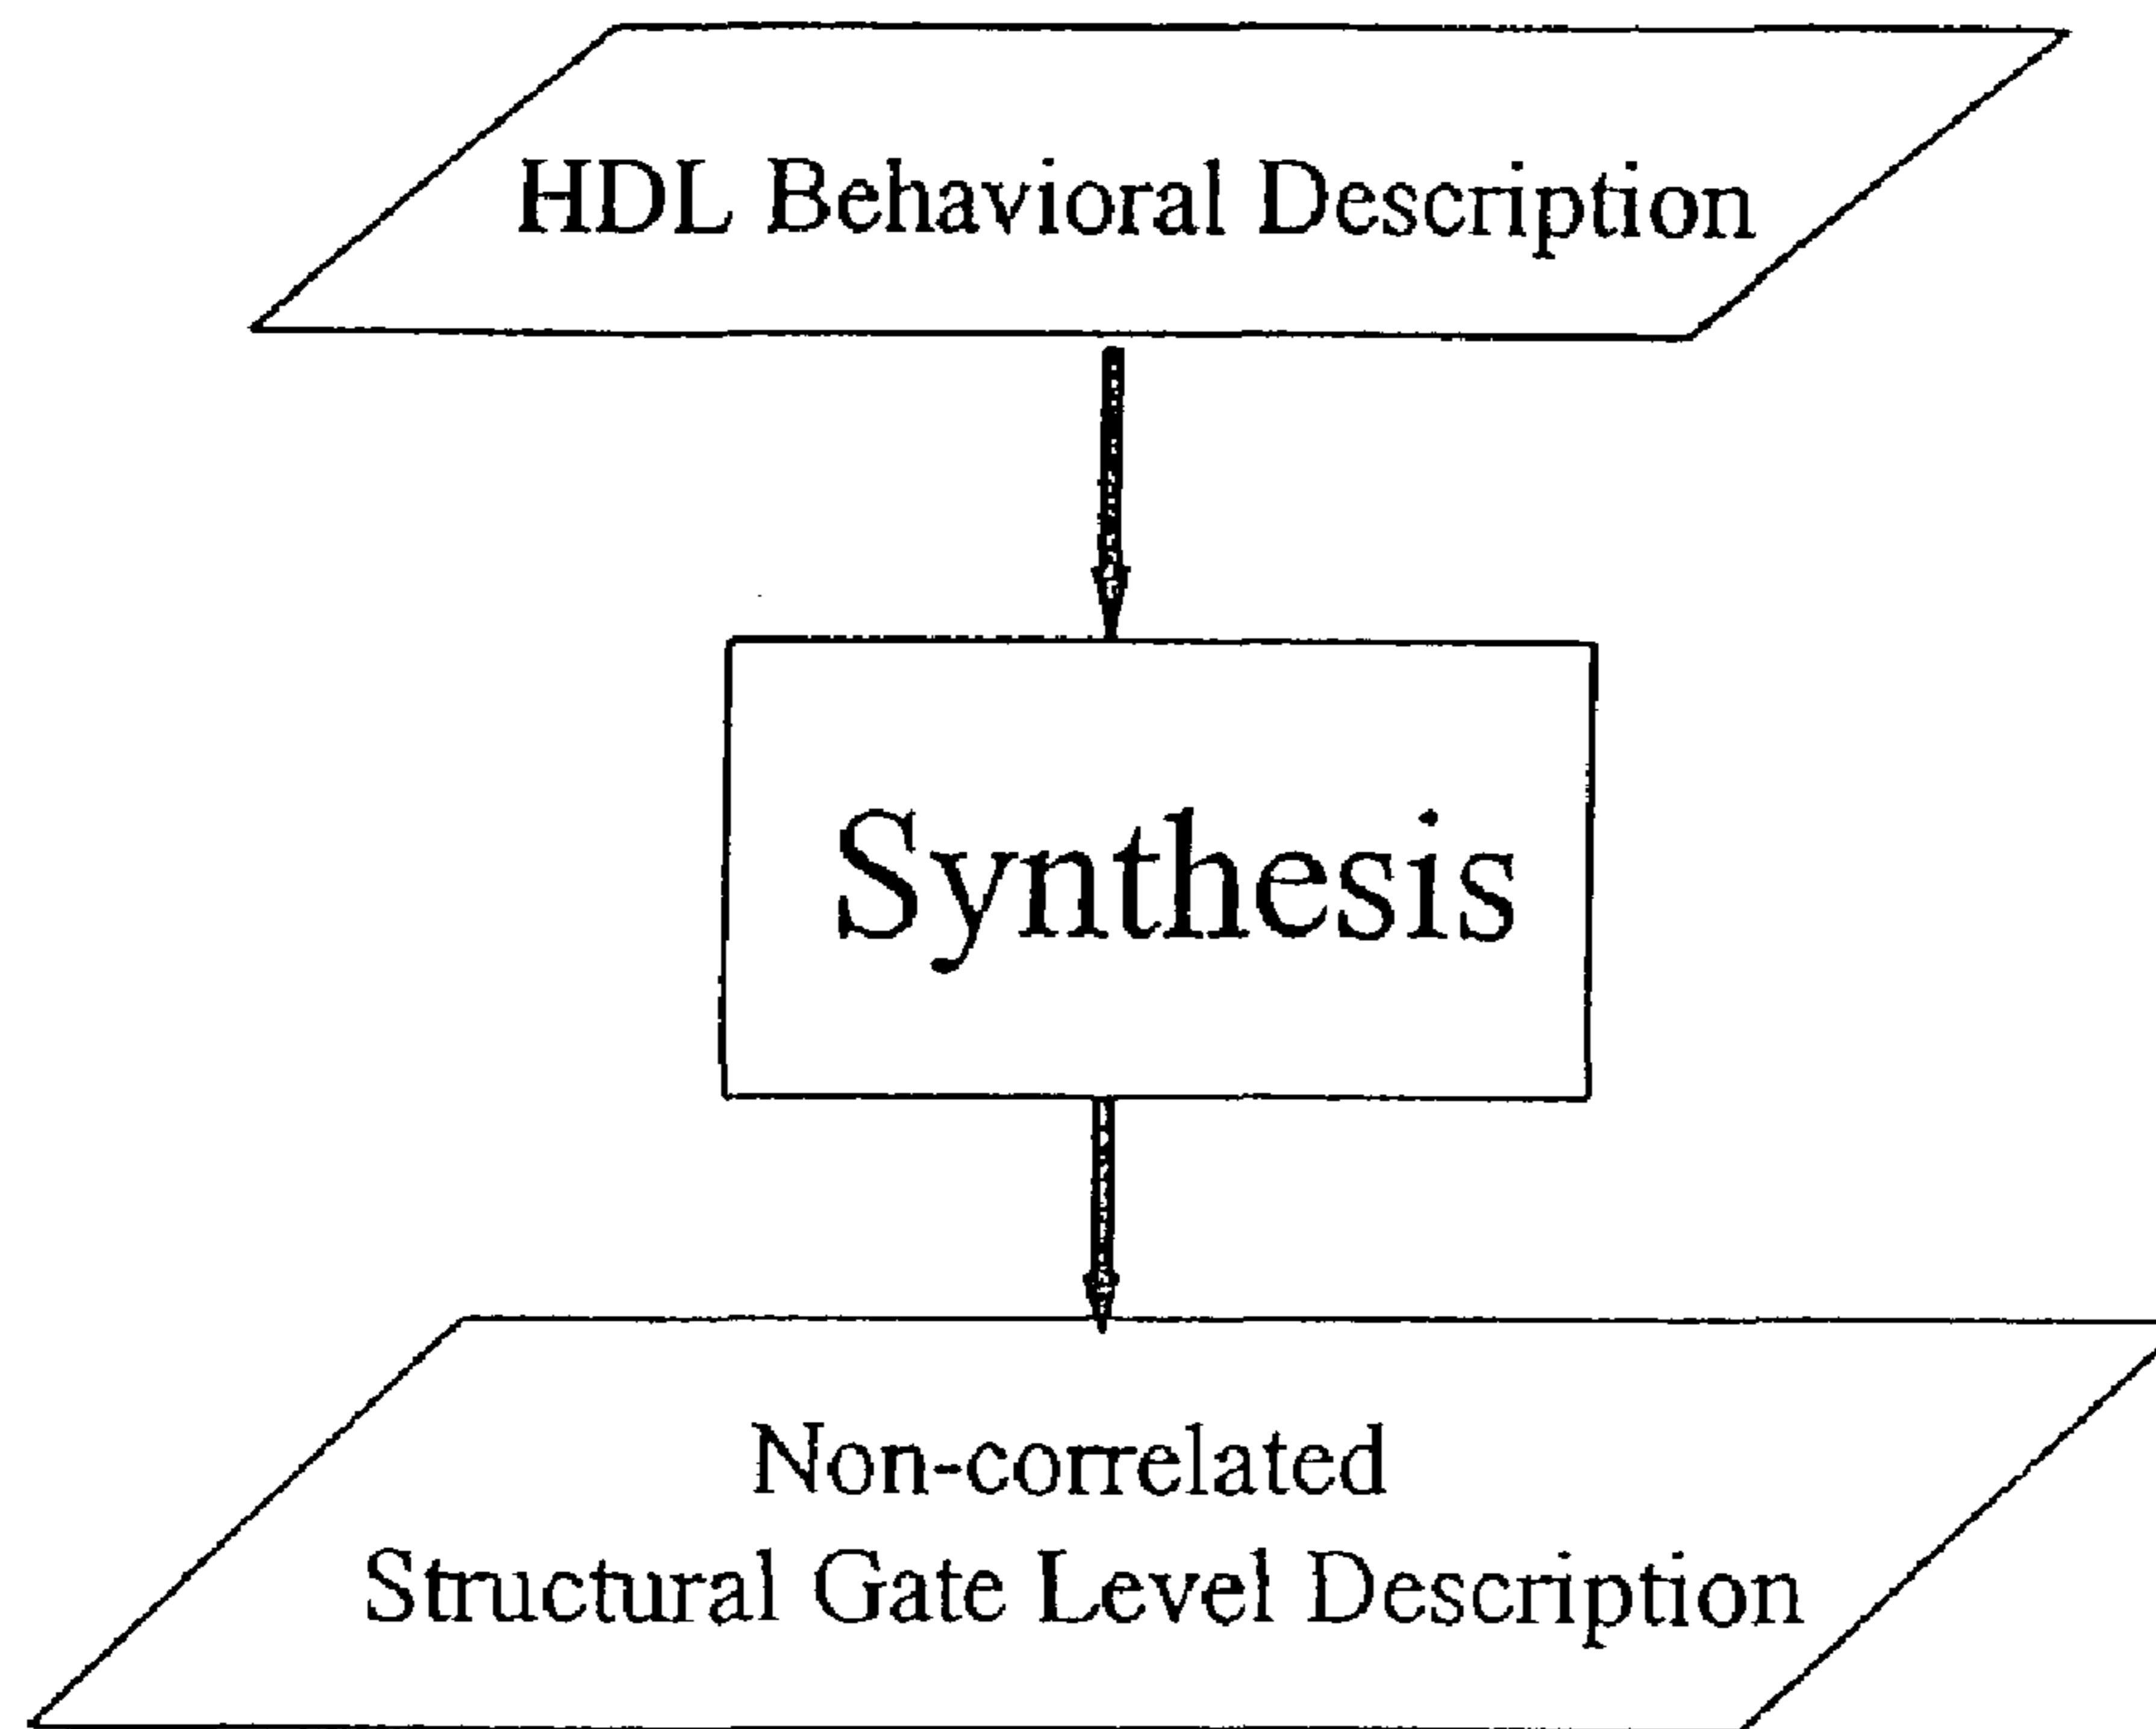 HDL Behavioral Description
Synthesis
Non-correlated
Structural Gate Level Description